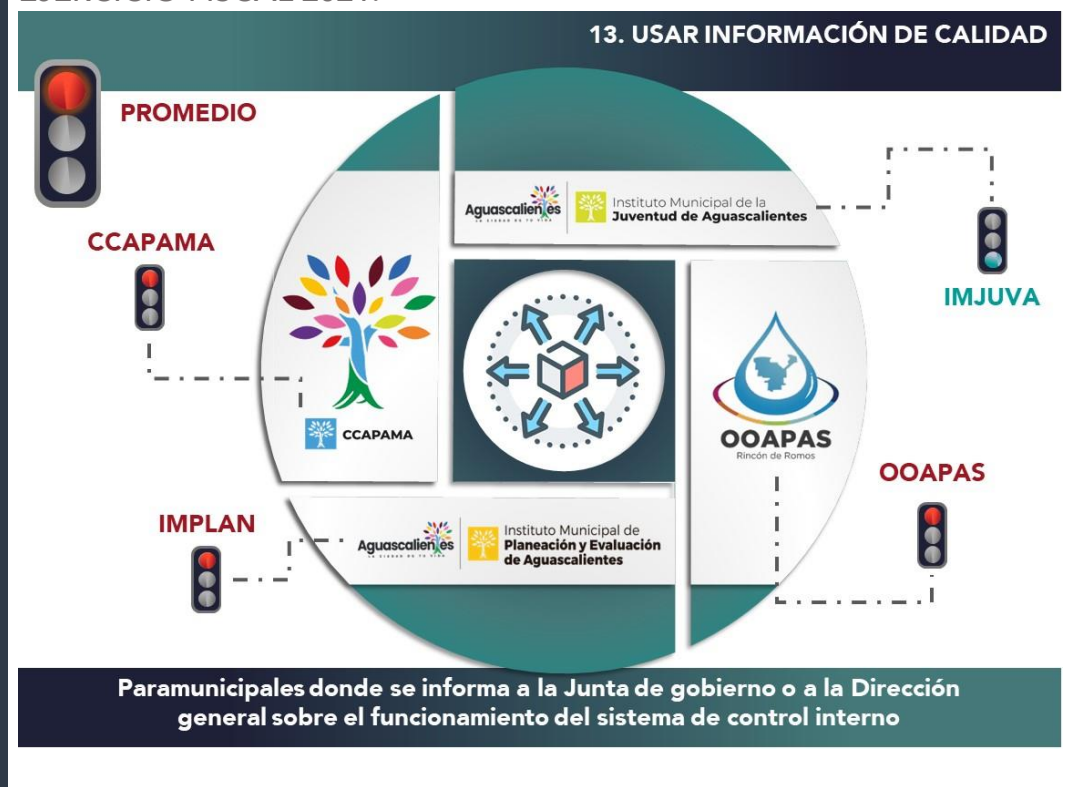 13. USAR INFORMACIÓN DE CALIDAD
PROMEDIO
CCAPAMA
Aguascalientes
Instituto Municipal de la
Juventud de Aguascalientes
IMJUVA
CCAPAMA
OOAPAS
Rincón de Romos
OOAPAS
IMPLAN
Aguascalientes
Instituto Municipal de
Planeación y Evaluación
de Aguascalientes
Paramunicipales donde se informa a la Junta de gobierno o a la Dirección
general sobre el funcionamiento del sistema de control interno